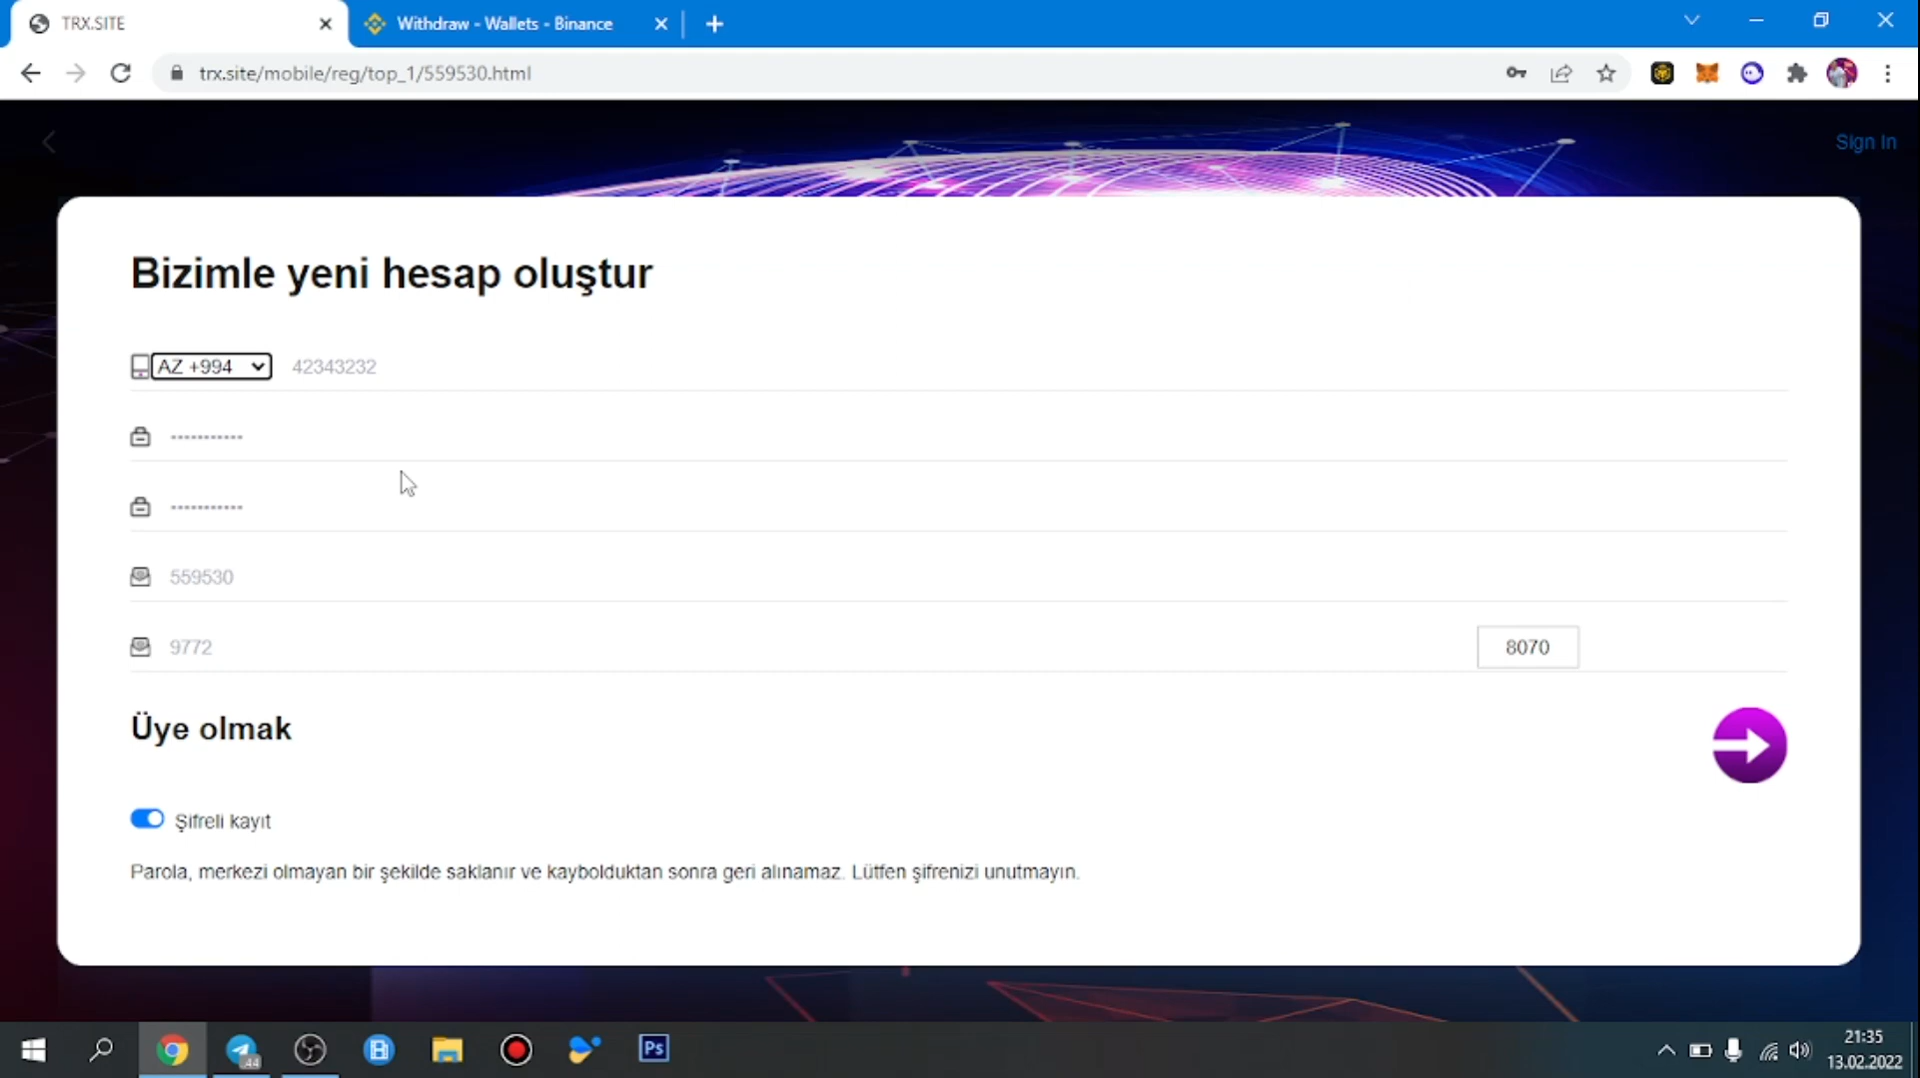 TRX.SITE
Withdraw - Wallets - Binance
trx.site/mobile/reg/top_1/559530.html
Sign In
Bizimle yeni hesap oluştur
AZ +994
42343232
-----------
-----------
559530
9772
8070
Üye olmak
Şifreli kayıt
Parola, merkezi olmayan bir şekilde saklanır ve kaybolduktan sonra geri alınamaz. Lütfen şifrenizi unutmayın.
44
Ps
21:35
13.02.2022